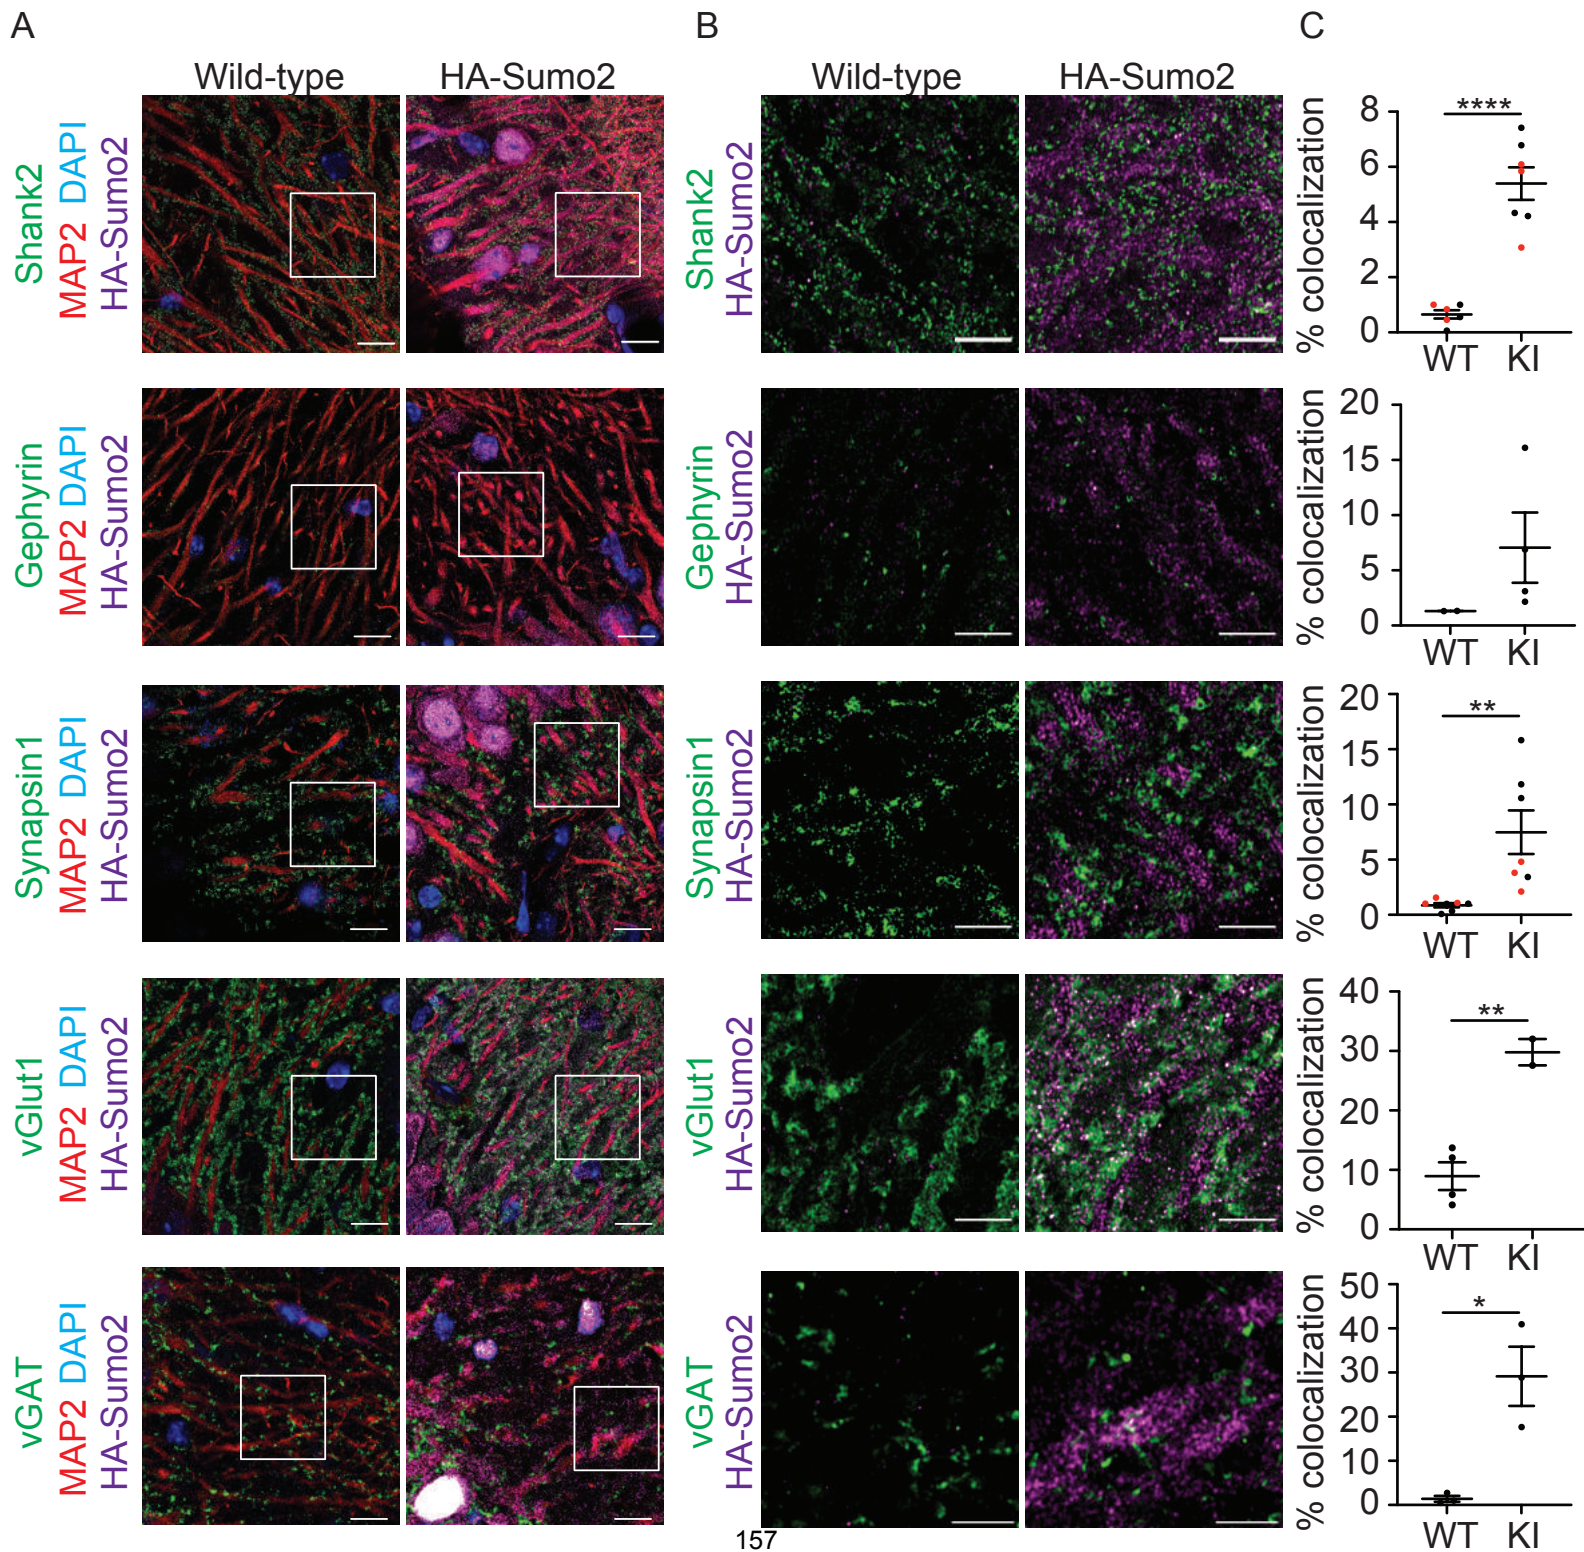 A
B
C
Wild-type
HA-Sumo2
Wild-type
HA-Sumo2
Shank2
MAP2 DAPI
HA-Sumo2
Shank2
HA-Sumo2
% colocalization
8
6
4
2
0
****
WT
KI
Gephyrin
MAP2 DAPI
HA-Sumo2
Gephyrin
HA-Sumo2
% colocalization
20
15
10
5
0
WT
KI
Synapsin1
MAP2 DAPI
HA-Sumo2
Synapsin1
HA-Sumo2
% colocalization
20
15
10
5
0
**
WT
KI
vGlut1
MAP2 DAPI
HA-Sumo2
vGlut1
HA-Sumo2
% colocalization
40
30
20
10
0
**
WT
KI
vGAT
MAP2 DAPI
HA-Sumo2
vGAT
HA-Sumo2
% colocalization
50
40
30
20
10
0
*
WT
KI
157